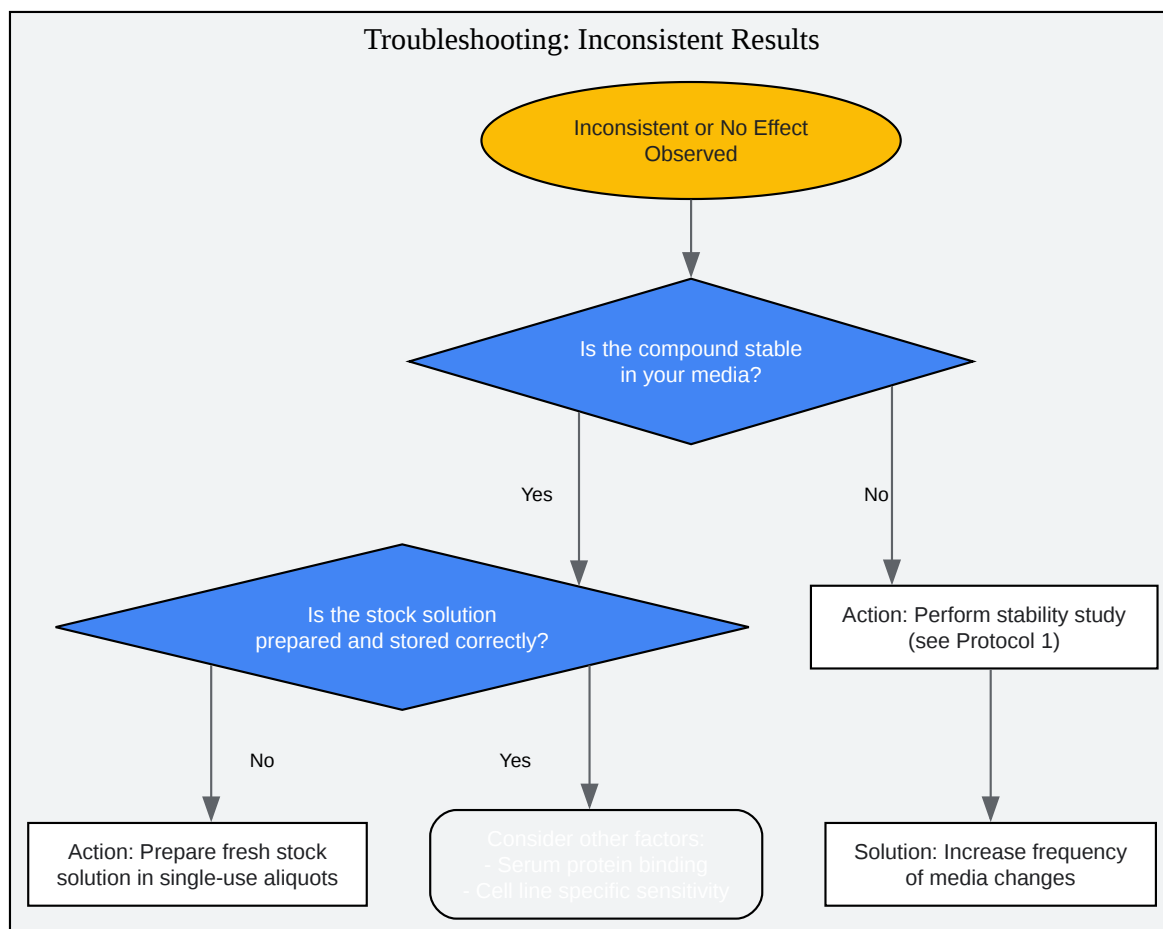 Troubleshooting: Inconsistent Results
Inconsistent or No Effect
Observed
Is the compound stable
in your media?
Yes
No
Is the stock solution
prepared and stored correctly?
Action: Perform stability study
(see Protocol 1)
No
Yes
Action: Prepare fresh stock
solution in single-use aliquots
Consider other factors:
- Serum protein binding
- Cell line specific sensitivity
Solution: Increase frequency
of media changes